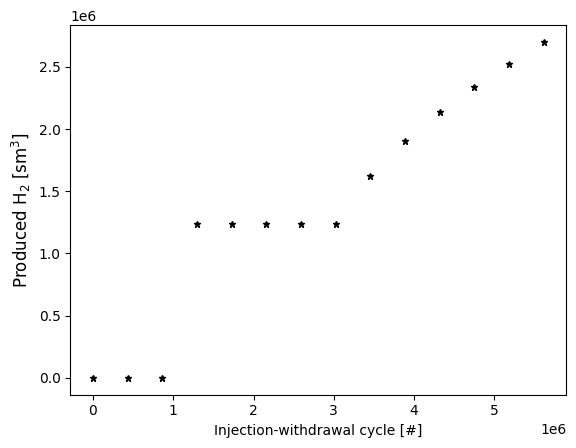 1e6
2.5
2.0
1.5
1.0
0.5
0.0
Produced H₂ [sm³]
0 1 2 3 4 5
1e6
Injection-withdrawal cycle [#]